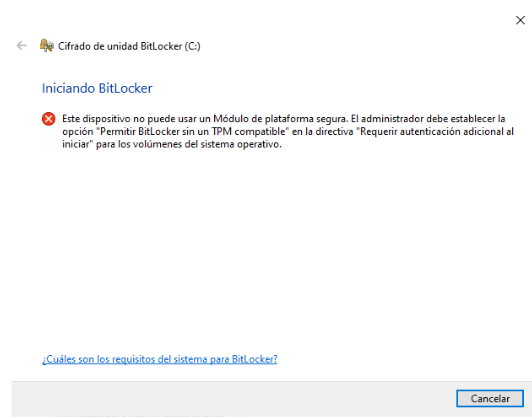 Cifrado de unidad BitLocker (C:)
Iniciando BitLocker
Este dispositivo no puede usar un Módulo de plataforma segura. El administrador debe establecer la
opción "Permitir BitLocker sin un TPM compatible" en la directiva "Requerir autenticación adicional al
iniciar" para los volúmenes del sistema operativo.
¿Cuáles son los requisitos del sistema para BitLocker?
Cancelar